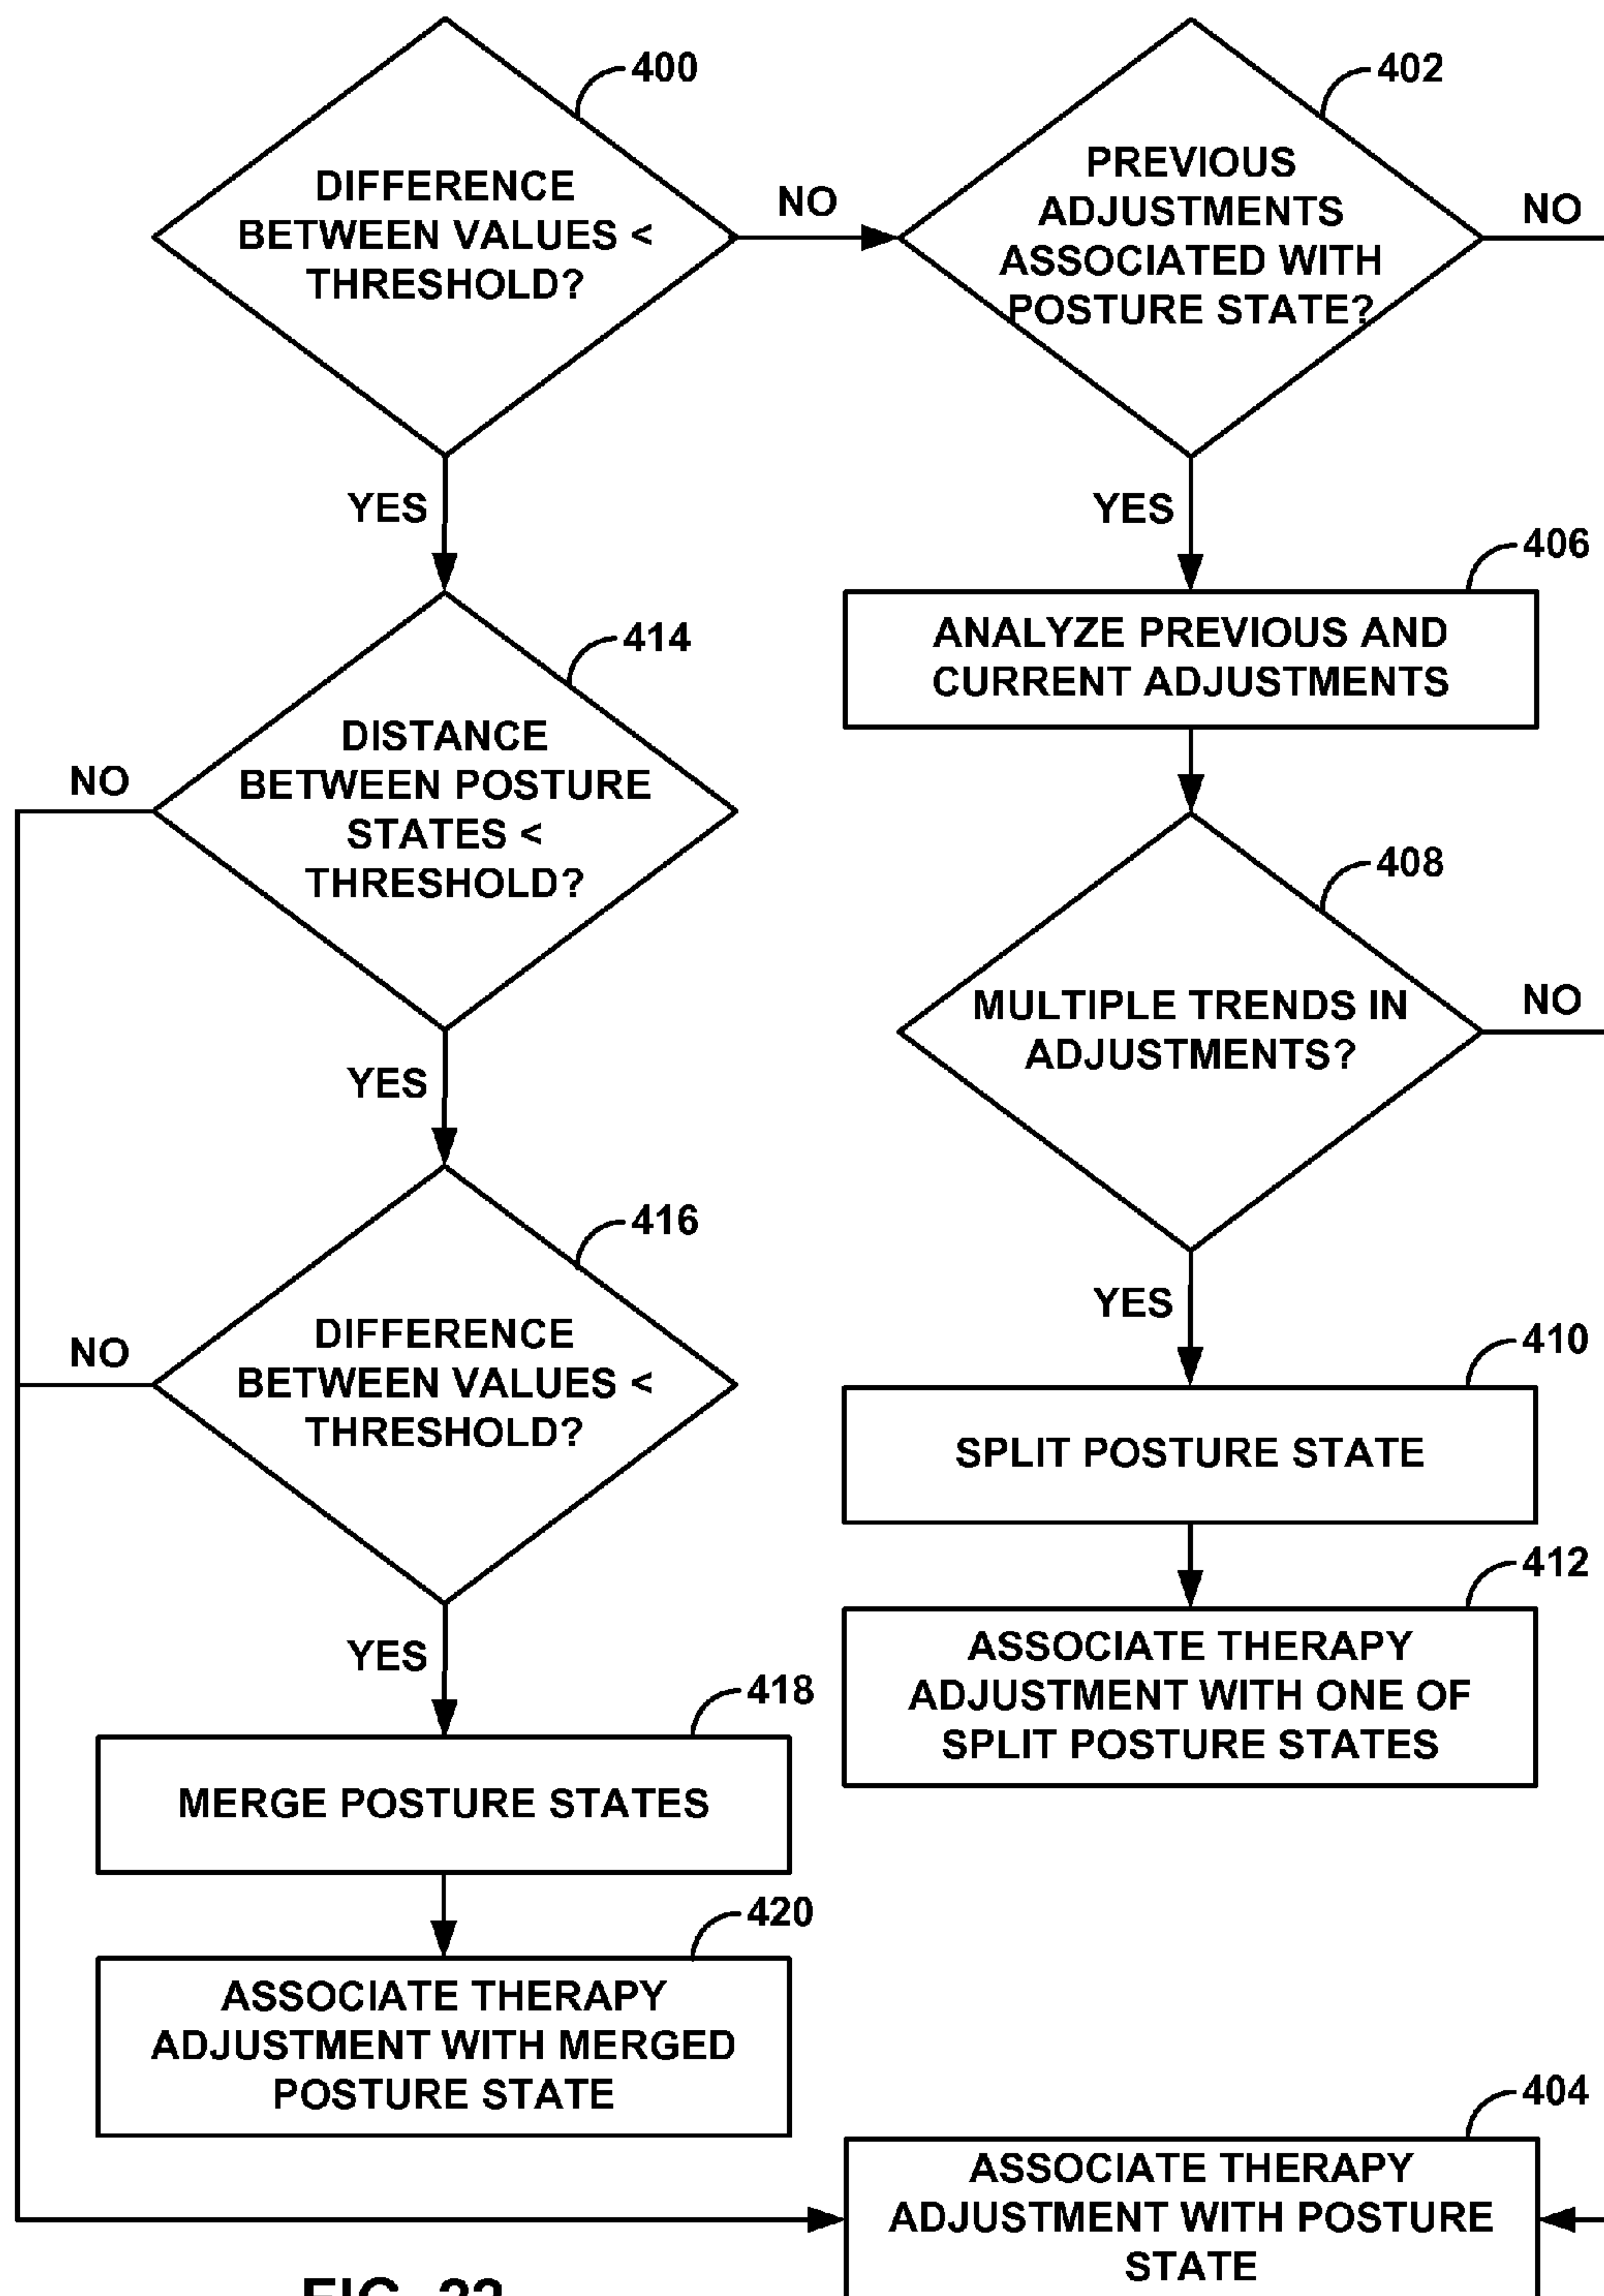 400
DIFFERENCE
BETWEEN VALUES <
THRESHOLD?
NO
402
PREVIOUS
ADJUSTMENTS
ASSOCIATED WITH
POSTURE STATE?
NO
YES
YES
406
ANALYZE PREVIOUS AND
CURRENT ADJUSTMENTS
414
DISTANCE
BETWEEN POSTURE
STATES <
THRESHOLD?
NO
408
MULTIPLE TRENDS IN
ADJUSTMENTS?
NO
YES
416
DIFFERENCE
BETWEEN VALUES <
THRESHOLD?
NO
YES
410
SPLIT POSTURE STATE
412
ASSOCIATE THERAPY
ADJUSTMENT WITH ONE OF
SPLIT POSTURE STATES
YES
418
MERGE POSTURE STATES
420
ASSOCIATE THERAPY
ADJUSTMENT WITH MERGED
POSTURE STATE
404
ASSOCIATE THERAPY
ADJUSTMENT WITH POSTURE
STATE
FIG.